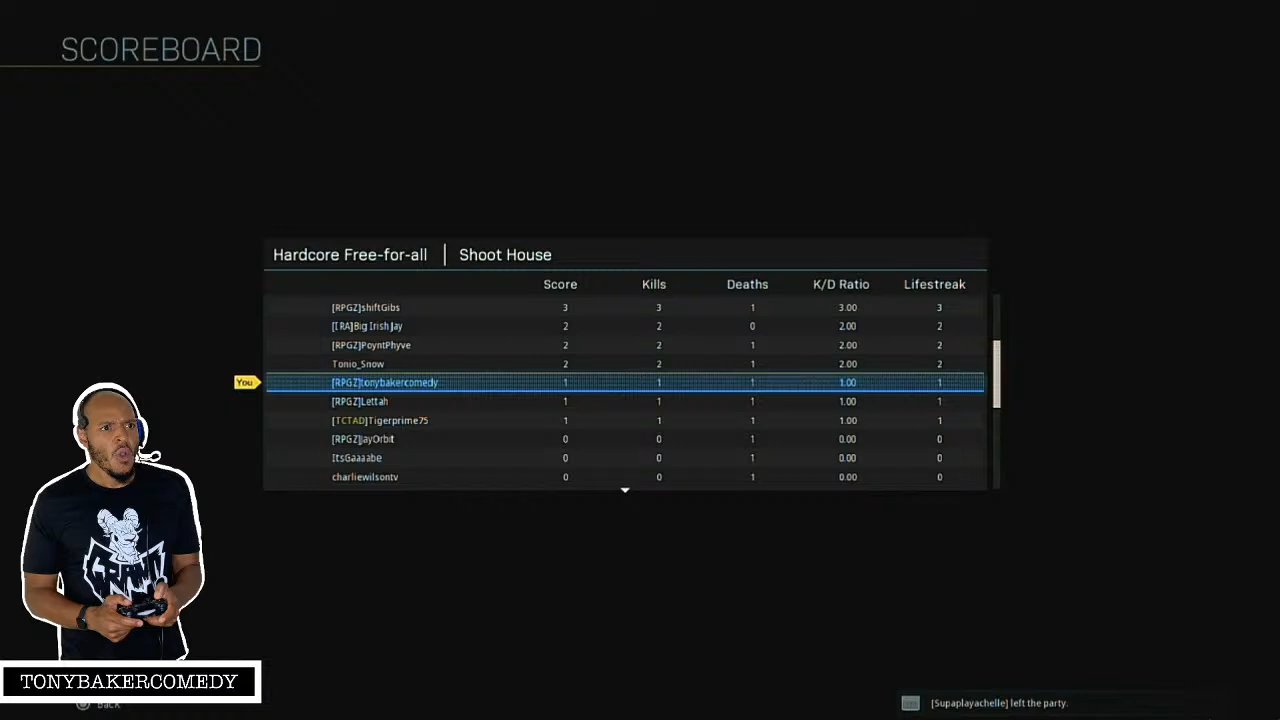 SCOREBOARD
Hardcore Free-for-all | Shoot House
Score Kills Deaths K/D Ratio Lifestreak
[RPGZ]shiftGibs 3 3 1 3.00 3
[IRA]Big Irish Jay 2 2 0 2.00 2
[RPGZ]PoyntPhyve 2 2 1 2.00 2
Tonio_Snow 2 2 1 2.00 2
You [RPGZ]tonybakercomedy 1 1 1 1.00 1
[RPGZ]Lettah 1 1 1 1.00 1
[TCTAD]Tigerprime75 1 1 1 1.00 1
[RPGZ]JayOrbit 0 0 1 0.00 0
ItsGaaaabe 0 0 1 0.00 0
charliewilsontv 0 0 1 0.00 0
TONYBAKERCOMEDY
Back
[Supaplayachelle] left the party.